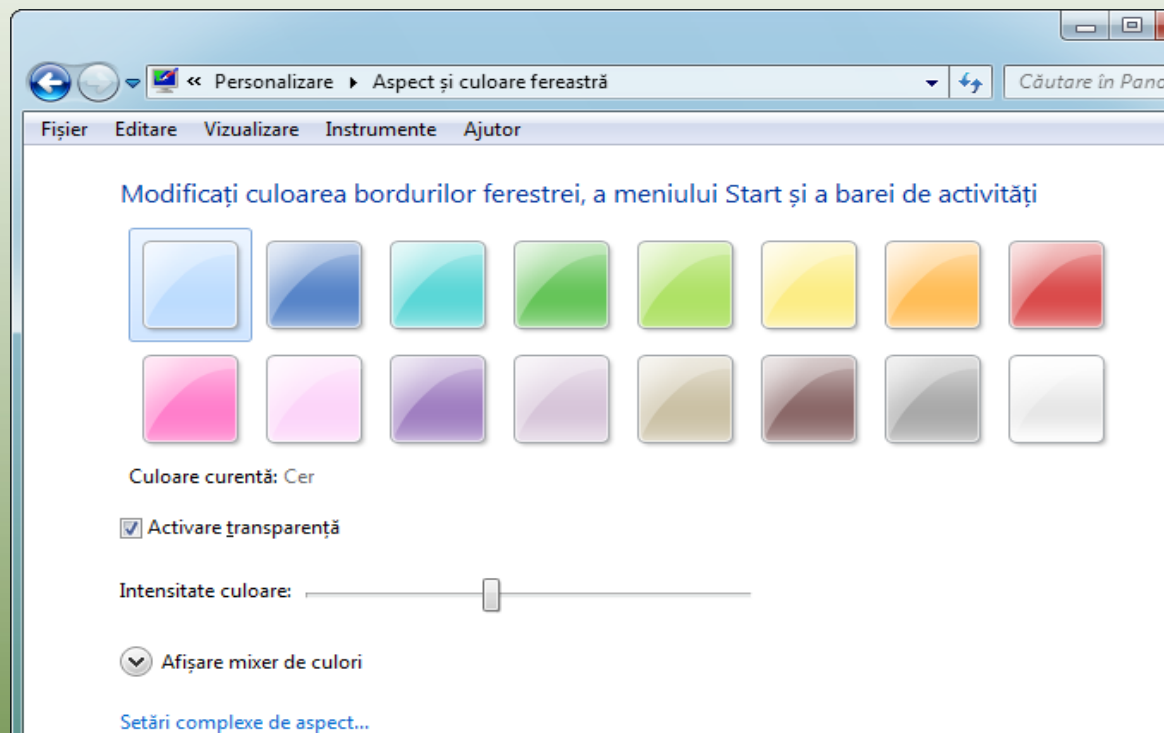 « Personalizare ▸ Aspect și culoare fereastră
Căutare în
Fișier Editare Vizualizare Instrumente Ajutor
Modificați culoarea bordurilor ferestrei, a meniului Start și a barei de activități
Culoare curentă: Cer
Activare transparență
Intensitate culoare:
Afișare mixer de culori
Setări complexe de aspect...